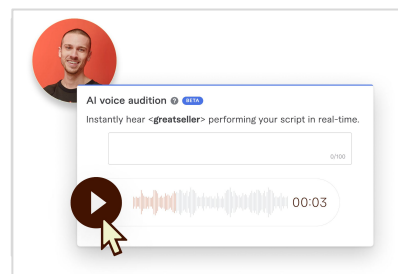 AI voice audition ? BETA
Instantly hear <greatseller> performing your script in real-time.
0/100
00:03